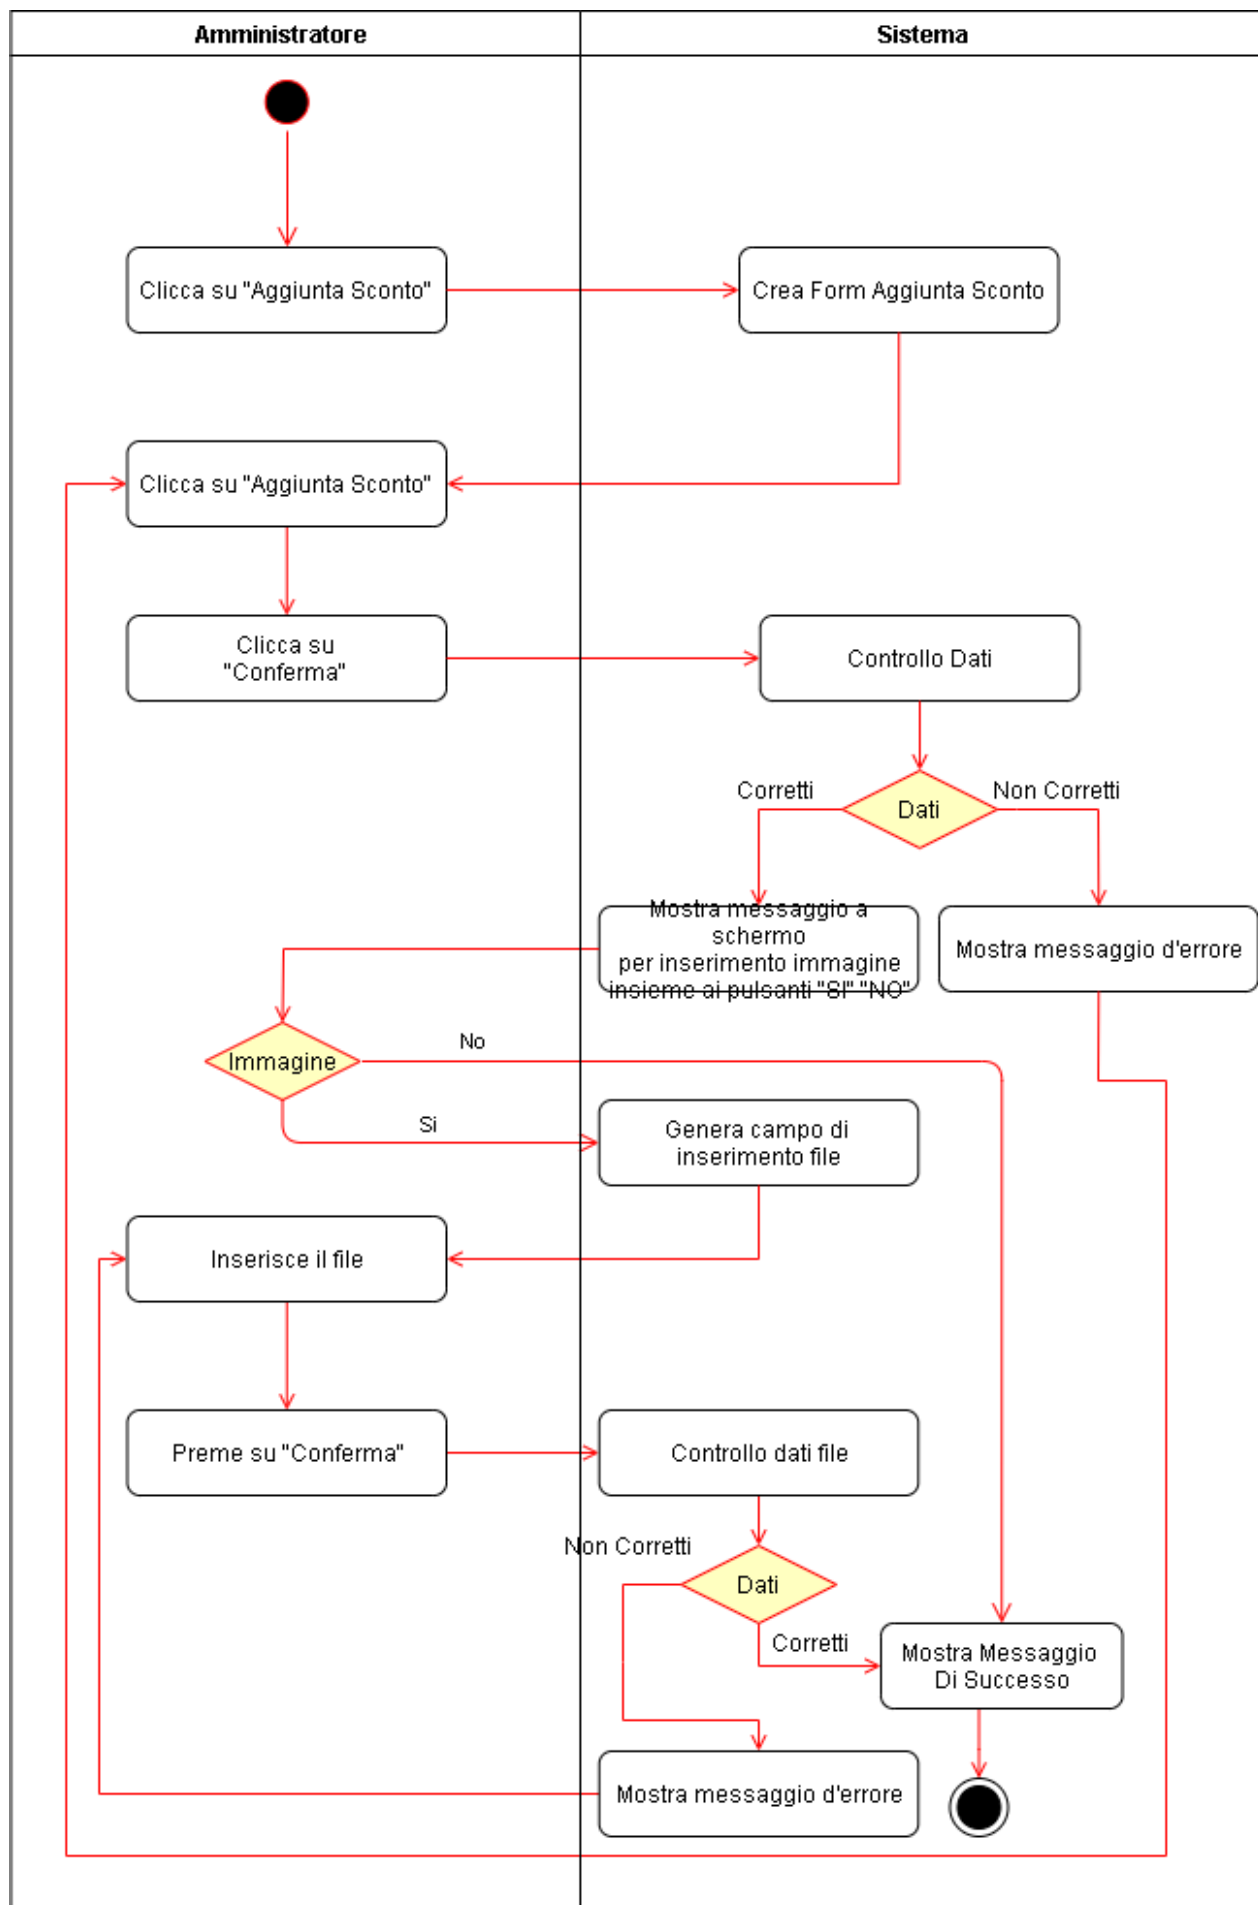 Amministratore
Sistema
Clicca su "Aggiunta Sconto"
Crea Form Aggiunta Sconto
Clicca su "Aggiunta Sconto"
Clicca su
"Conferma"
Controllo Dati
Corretti
Dati
Non Corretti
Mostra messaggio a
schermo
per inserimento immagine
insieme ai pulsanti "SI" "NO"
Mostra messaggio d'errore
Immagine
No
Si
Genera campo di
inserimento file
Inserisce il file
Preme su "Conferma"
Controllo dati file
Non Corretti
Dati
Corretti
Mostra Messaggio
Di Successo
Mostra messaggio d'errore